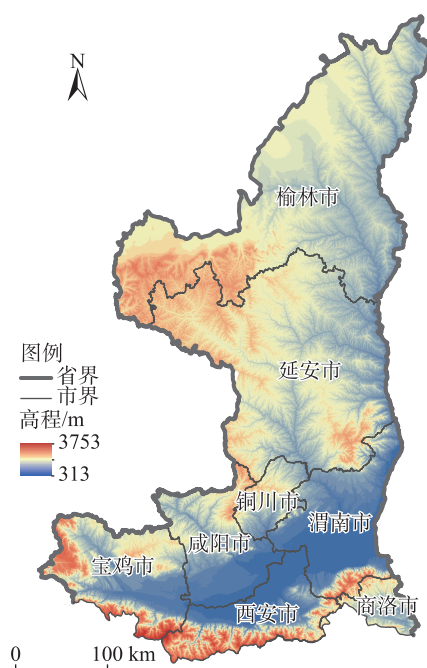 N
榆林市
图例
省界
市界
高程/m
3753
313
延安市
铜川市
渭南市
咸阳市
宝鸡市
西安市
商洛市
0 100 km